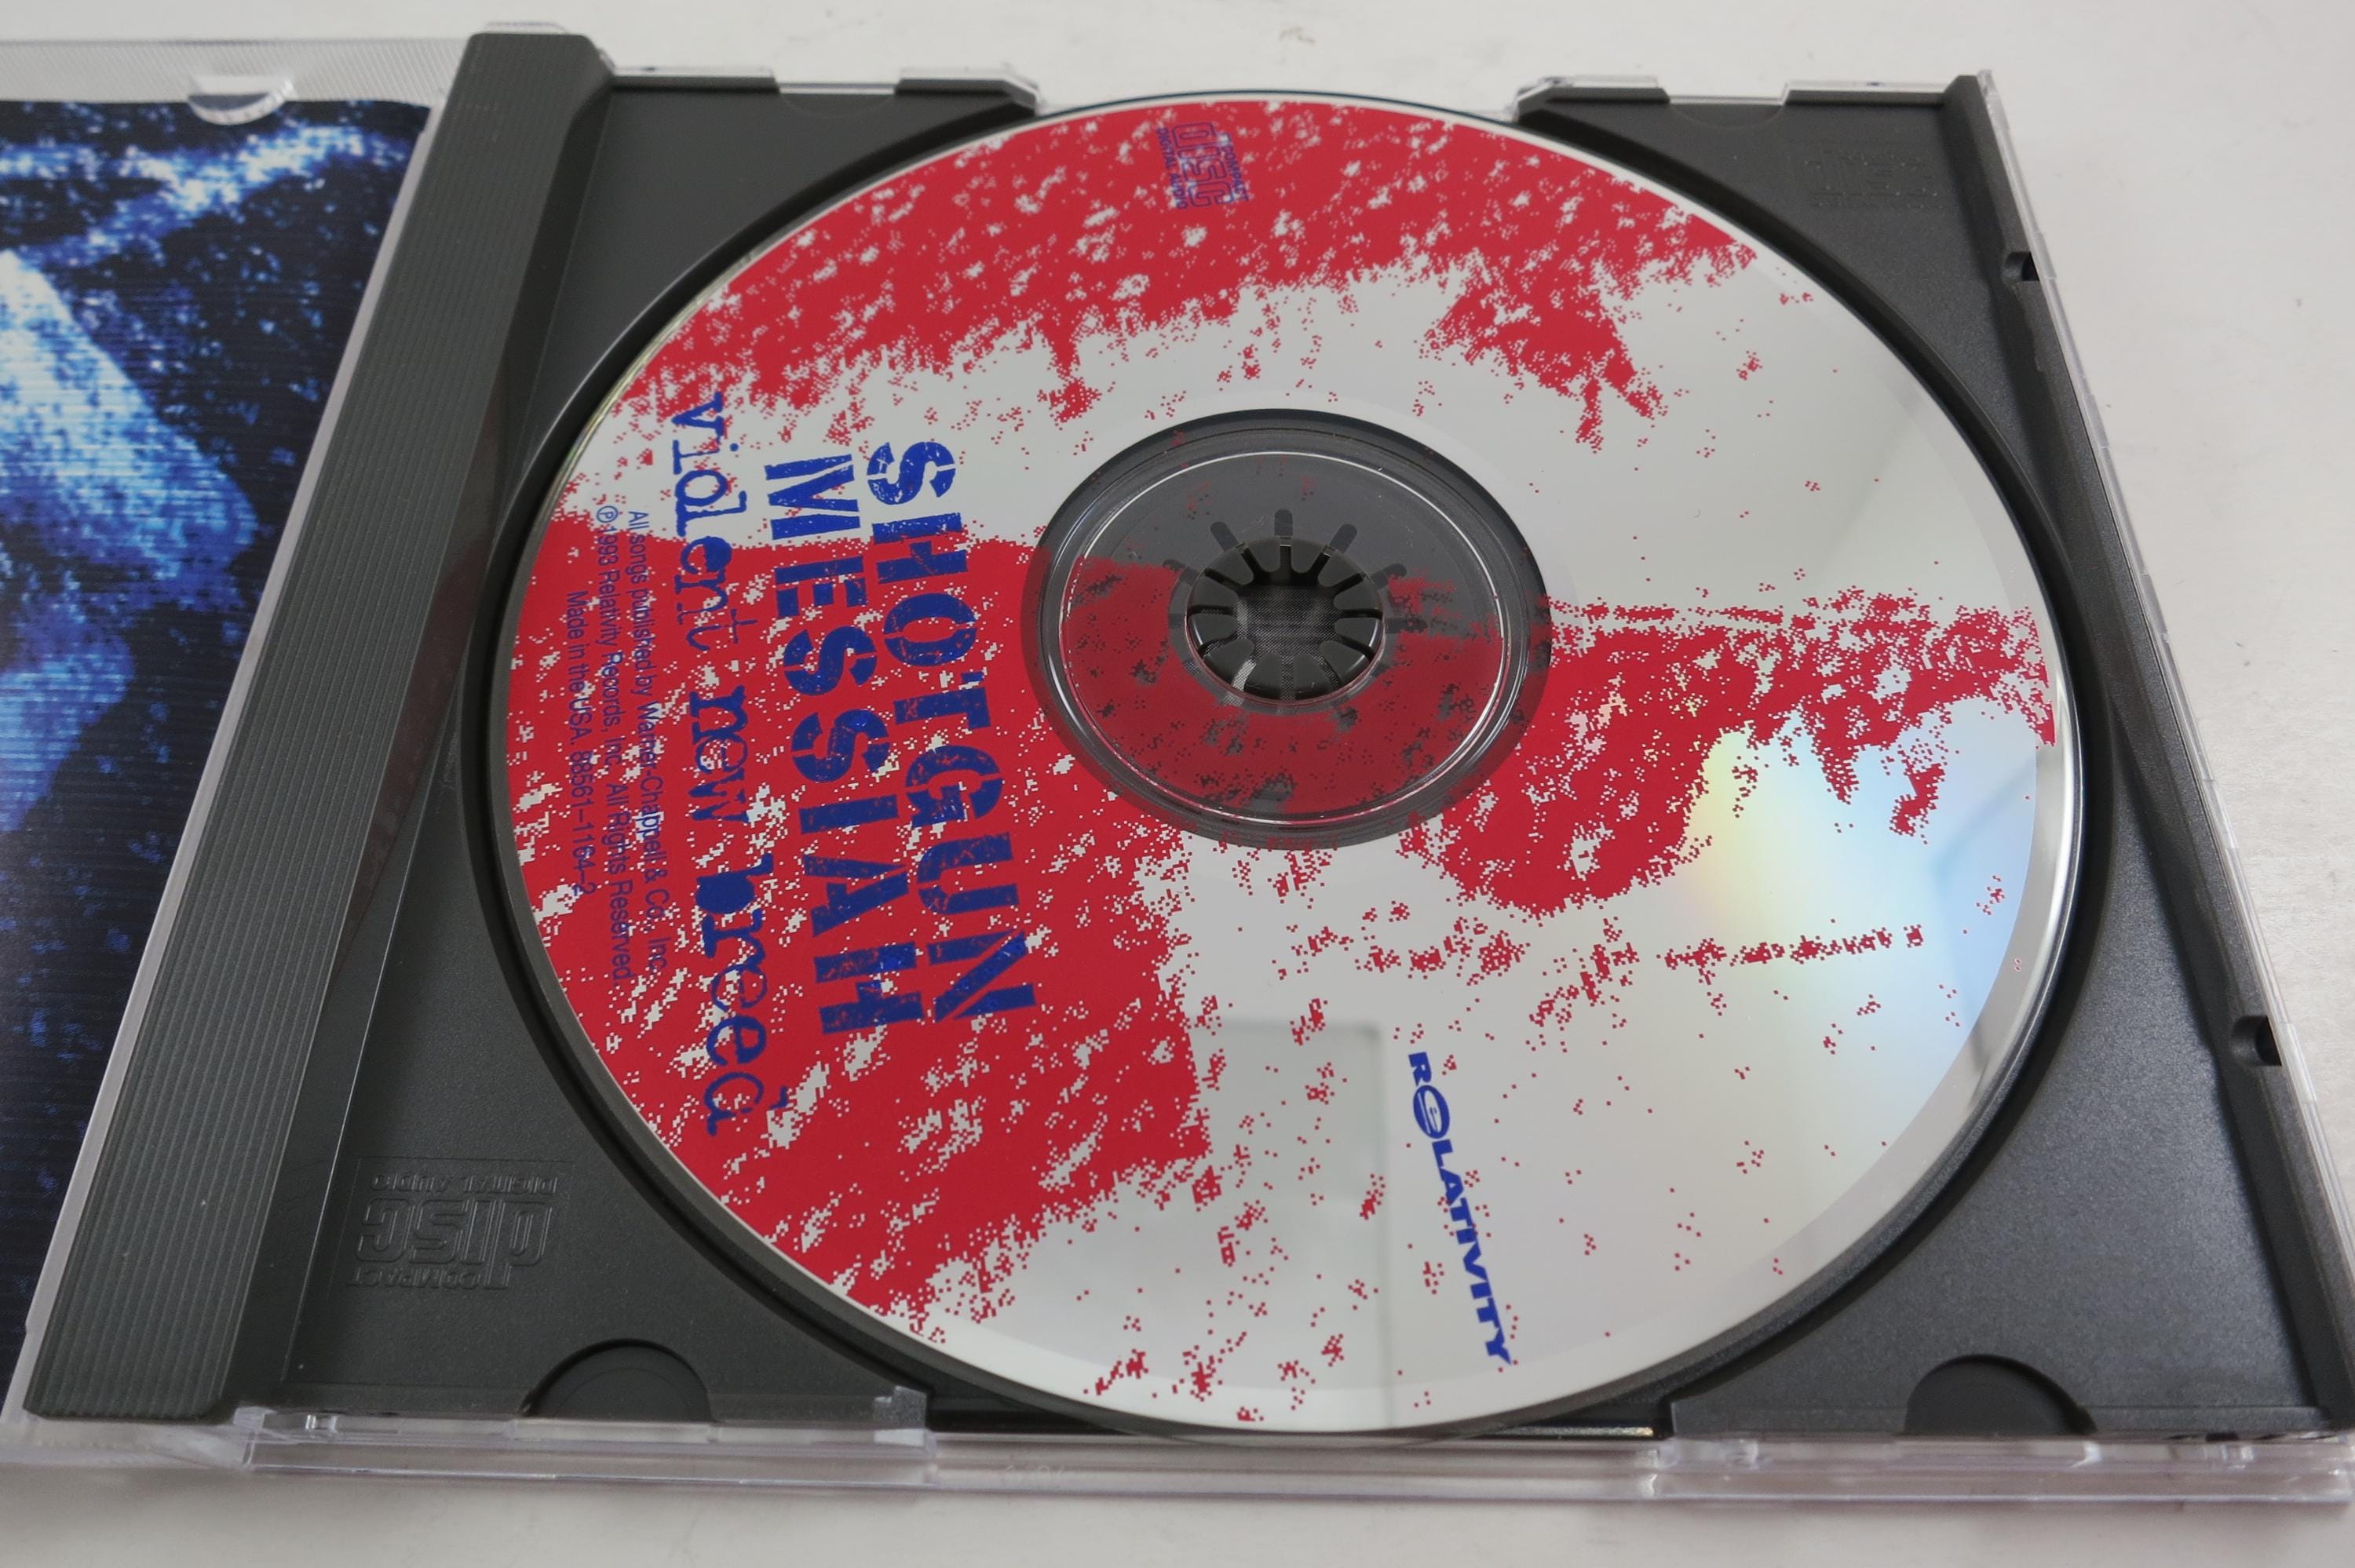 SHOTGUN
MESSIAH
violent new breed
All songs published by Warner-Chappell & Co., Inc.
℗ 1993 Relativity Records, Inc. All Rights Reserved.
Made in the USA. 88561-1164-2
RELATIVITY
COMPACT
disc
DIGITAL AUDIO
COMPACT
disc
DIGITAL AUDIO
disc